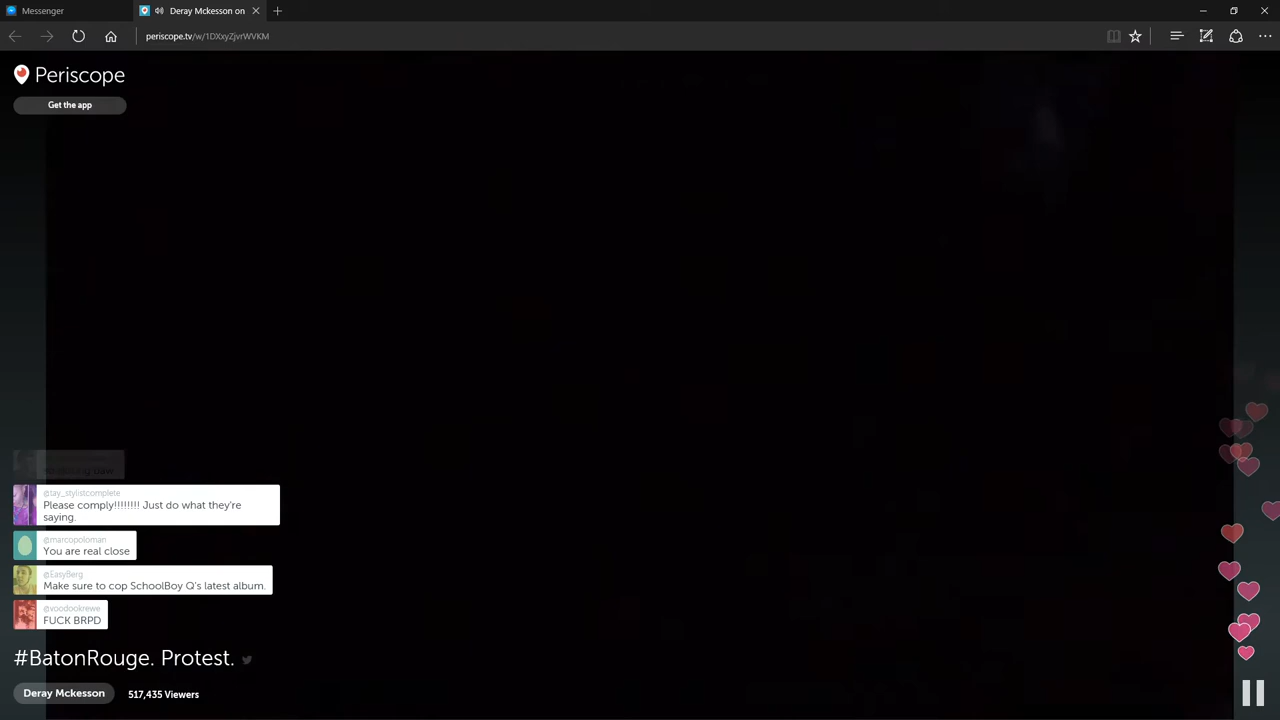 Messenger
Deray Mckesson on
periscope.tv/w/1DXxyZjvrWVKM
Periscope
Get the app
@tay_stylistcomplete
Please comply!!!!!!!! Just do what they're
saying.
@marcopoloman
You are real close
@EasyBerg
Make sure to cop SchoolBoy Q's latest album.
@voodookrewe
FUCK BRPD
#BatonRouge. Protest.
Deray Mckesson
517,435 Viewers